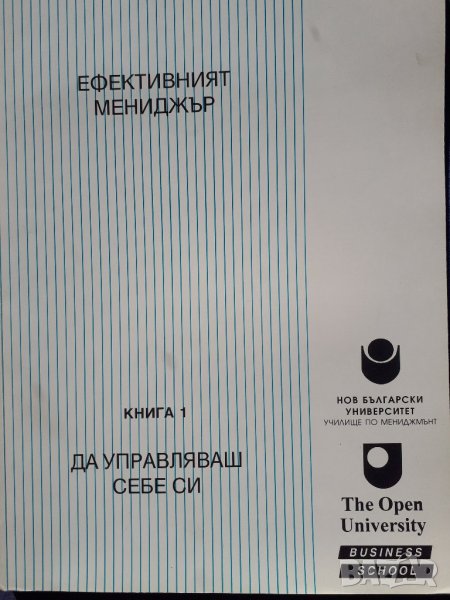 ЕФЕКТИВНИЯТ
МЕНИДЖЪР
КНИГА 1
ДА УПРАВЛЯВАШ
СЕБЕ СИ
НОВ БЪЛГАРСКИ
УНИВЕРСИТЕТ
УЧИЛИЩЕ ПО МЕНИДЖМЪНТ
The Open
University
BUSINESS
SCHOOL
BAZAR